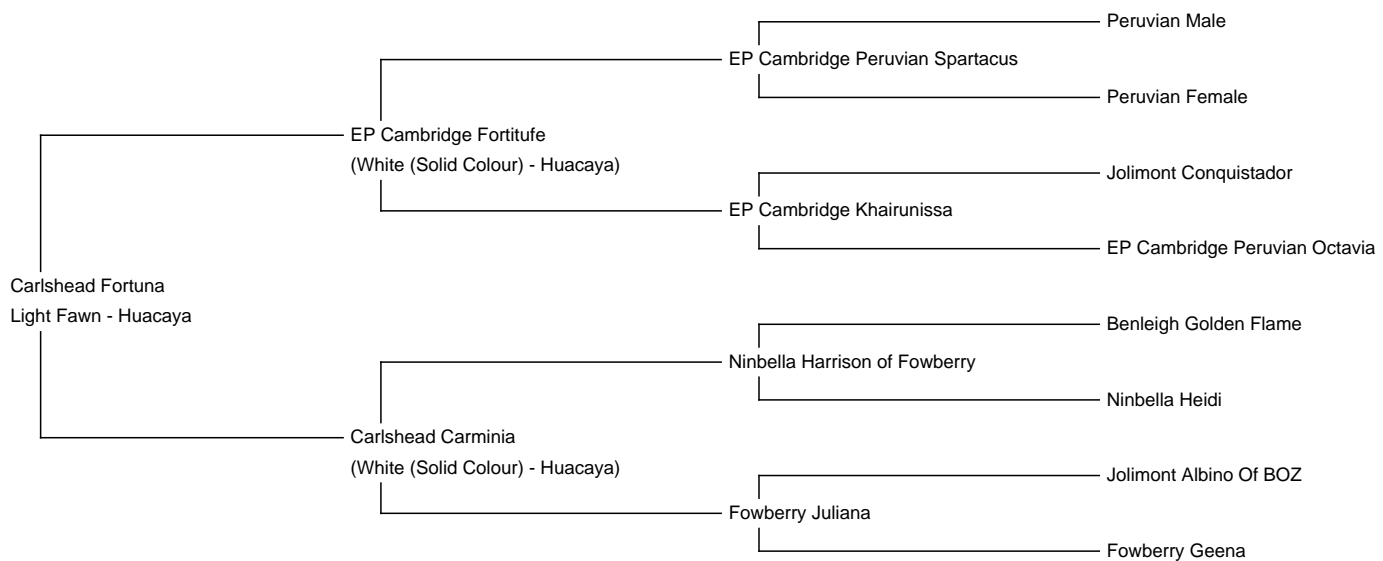 Peruvian Male
EP Cambridge Peruvian Spartacus
Peruvian Female
EP Cambridge Fortitufe
(White (Solid Colour) - Huacaya)
Jolimont Conquistador
EP Cambridge Khairunissa
EP Cambridge Peruvian Octavia
Carlshead Fortuna
Light Fawn - Huacaya
Benleigh Golden Flame
Ninbella Harrison of Fowberry
Ninbella Heidi
Carlshead Carminia
(White (Solid Colour) - Huacaya)
Jolimont Albino Of BOZ
Fowberry Juliana
Fowberry Geena